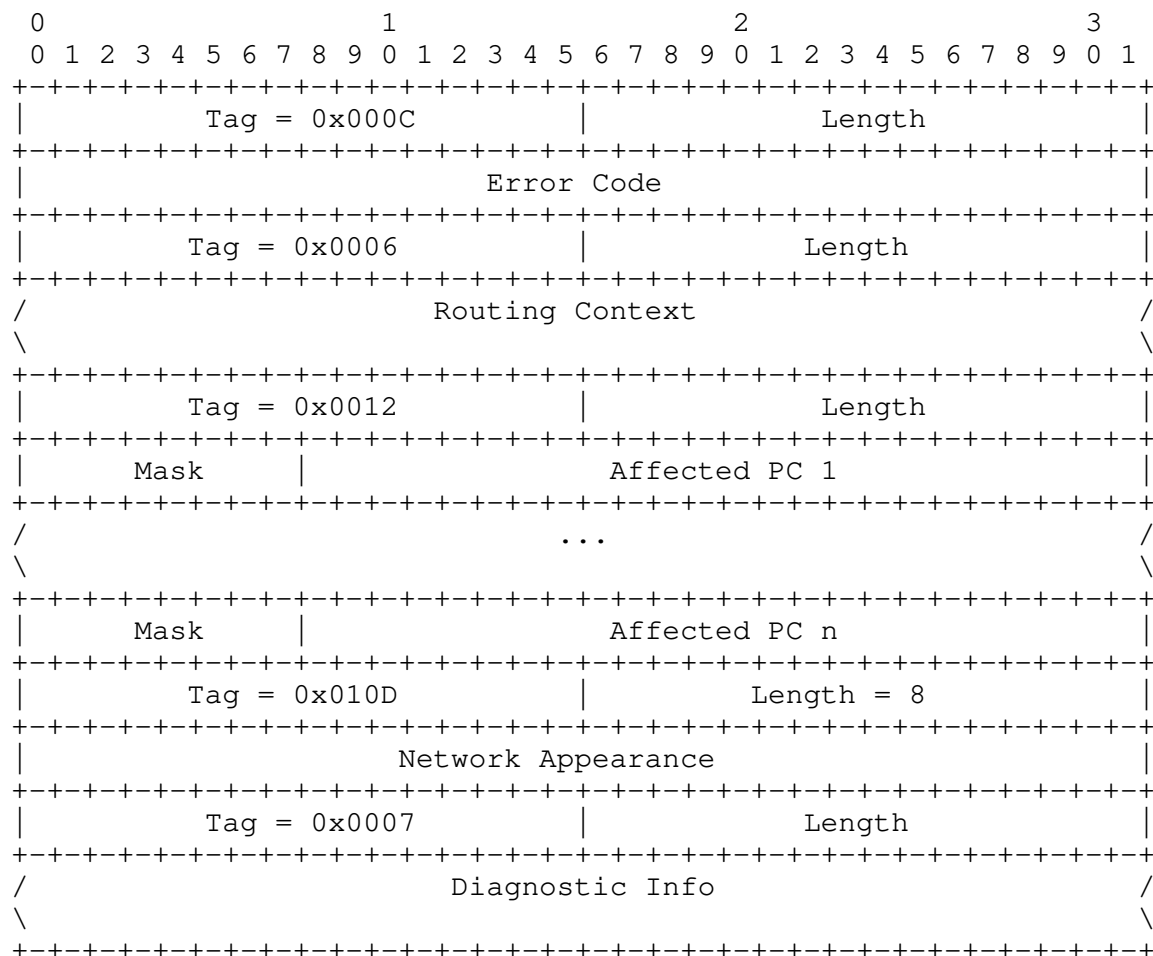 0                   1                   2                   3
 0 1 2 3 4 5 6 7 8 9 0 1 2 3 4 5 6 7 8 9 0 1 2 3 4 5 6 7 8 9 0 1
+-+-+-+-+-+-+-+-+-+-+-+-+-+-+-+-+-+-+-+-+-+-+-+-+-+-+-+-+-+-+-+-+
|          Tag = 0x000C         |             Length            |
+-+-+-+-+-+-+-+-+-+-+-+-+-+-+-+-+-+-+-+-+-+-+-+-+-+-+-+-+-+-+-+-+
|                          Error Code                           |
+-+-+-+-+-+-+-+-+-+-+-+-+-+-+-+-+-+-+-+-+-+-+-+-+-+-+-+-+-+-+-+-+
|         Tag = 0x0006          |            Length             |
+-+-+-+-+-+-+-+-+-+-+-+-+-+-+-+-+-+-+-+-+-+-+-+-+-+-+-+-+-+-+-+-+
/                       Routing Context                         /
\                                                               \
+-+-+-+-+-+-+-+-+-+-+-+-+-+-+-+-+-+-+-+-+-+-+-+-+-+-+-+-+-+-+-+-+
|         Tag = 0x0012          |             Length            |
+-+-+-+-+-+-+-+-+-+-+-+-+-+-+-+-+-+-+-+-+-+-+-+-+-+-+-+-+-+-+-+-+
|      Mask     |                 Affected PC 1                 |
+-+-+-+-+-+-+-+-+-+-+-+-+-+-+-+-+-+-+-+-+-+-+-+-+-+-+-+-+-+-+-+-+
/                              ...                              /
\                                                               \
+-+-+-+-+-+-+-+-+-+-+-+-+-+-+-+-+-+-+-+-+-+-+-+-+-+-+-+-+-+-+-+-+
|      Mask     |                 Affected PC n                 |
+-+-+-+-+-+-+-+-+-+-+-+-+-+-+-+-+-+-+-+-+-+-+-+-+-+-+-+-+-+-+-+-+
|         Tag = 0x010D          |         Length = 8            |
+-+-+-+-+-+-+-+-+-+-+-+-+-+-+-+-+-+-+-+-+-+-+-+-+-+-+-+-+-+-+-+-+
|                     Network Appearance                        |
+-+-+-+-+-+-+-+-+-+-+-+-+-+-+-+-+-+-+-+-+-+-+-+-+-+-+-+-+-+-+-+-+
|          Tag = 0x0007         |            Length             |
+-+-+-+-+-+-+-+-+-+-+-+-+-+-+-+-+-+-+-+-+-+-+-+-+-+-+-+-+-+-+-+-+
/                        Diagnostic Info                        /
\                                                               \
+-+-+-+-+-+-+-+-+-+-+-+-+-+-+-+-+-+-+-+-+-+-+-+-+-+-+-+-+-+-+-+-+